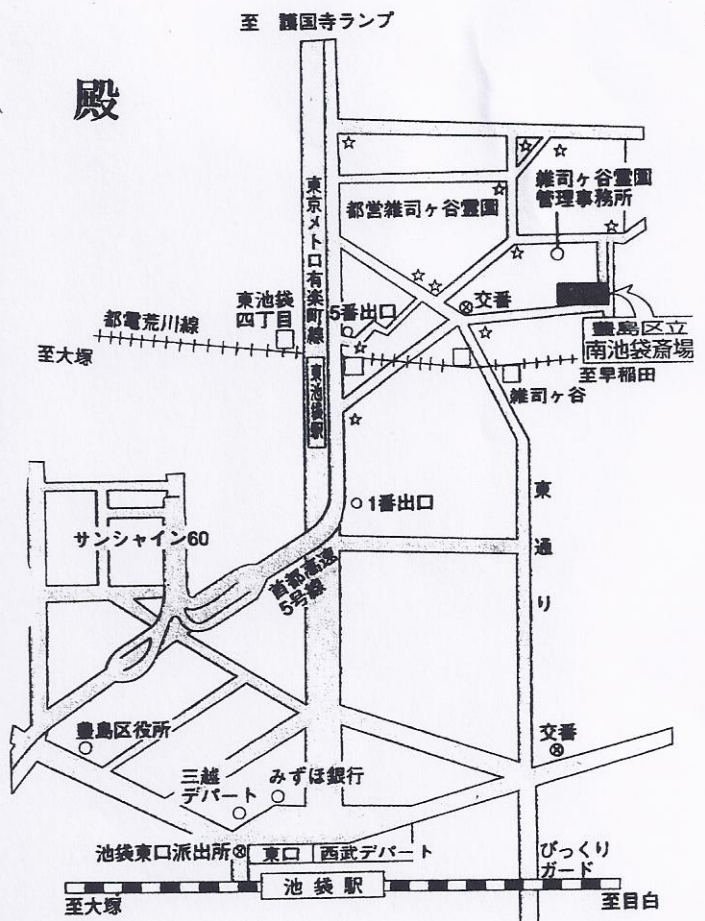 至 護国寺ランプ
殿
東京メトロ有楽町線
都営雑司ヶ谷霊園
雑司ヶ谷霊園
管理事務所
東池袋
四丁目
5番出口
交番
都電荒川線
至大塚
豊島区立
南池袋斎場
至早稲田
東池袋駅
雑司ヶ谷
1番出口
東通り
サンシャイン60
首都高速
5号線
豊島区役所
交番
三越
デパート
みずほ銀行
池袋東口派出所
東口
西武デパート
びっくり
ガード
池袋駅
至大塚
至目白